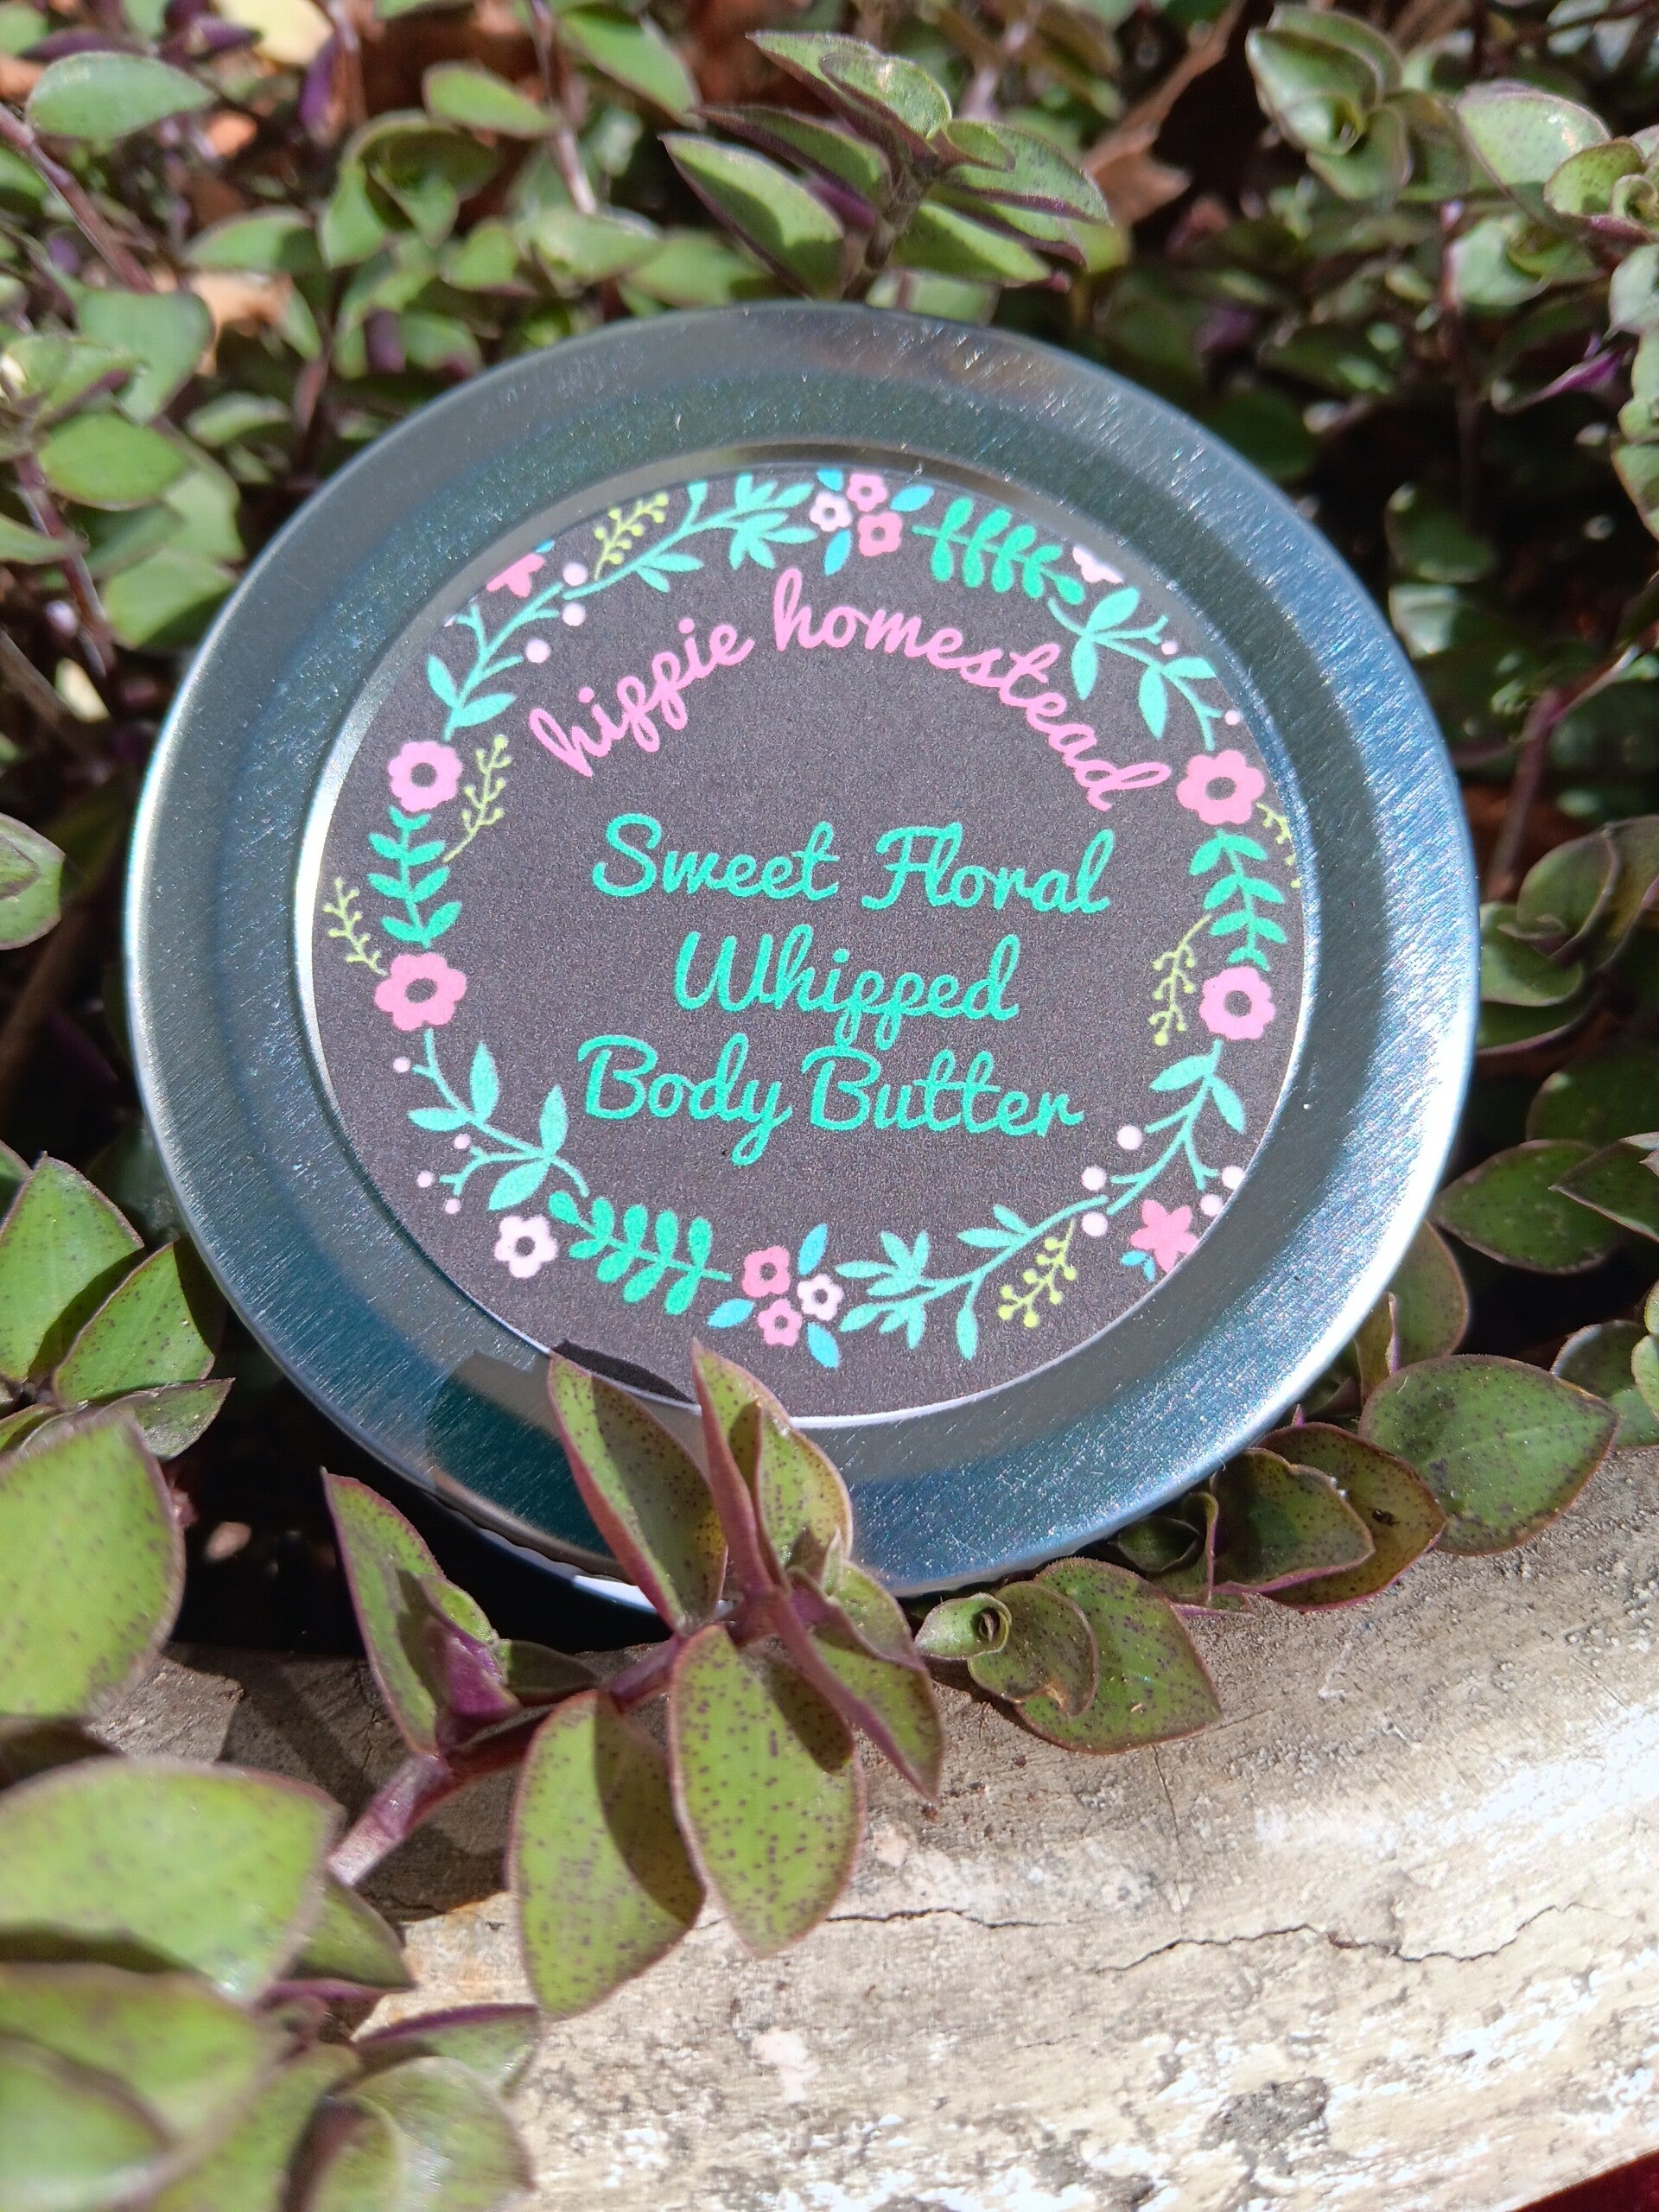 hippie homestead
Sweet Floral
Whipped
Body Butter